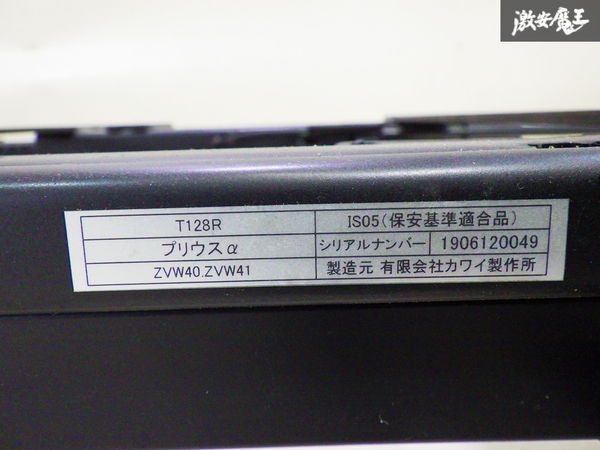 激安魔王
T128R
IS05(保安基準適合品)
プリウスα
シリアルナンバー 1906120049
ZVW40.ZVW41
製造元 有限会社カワイ製作所